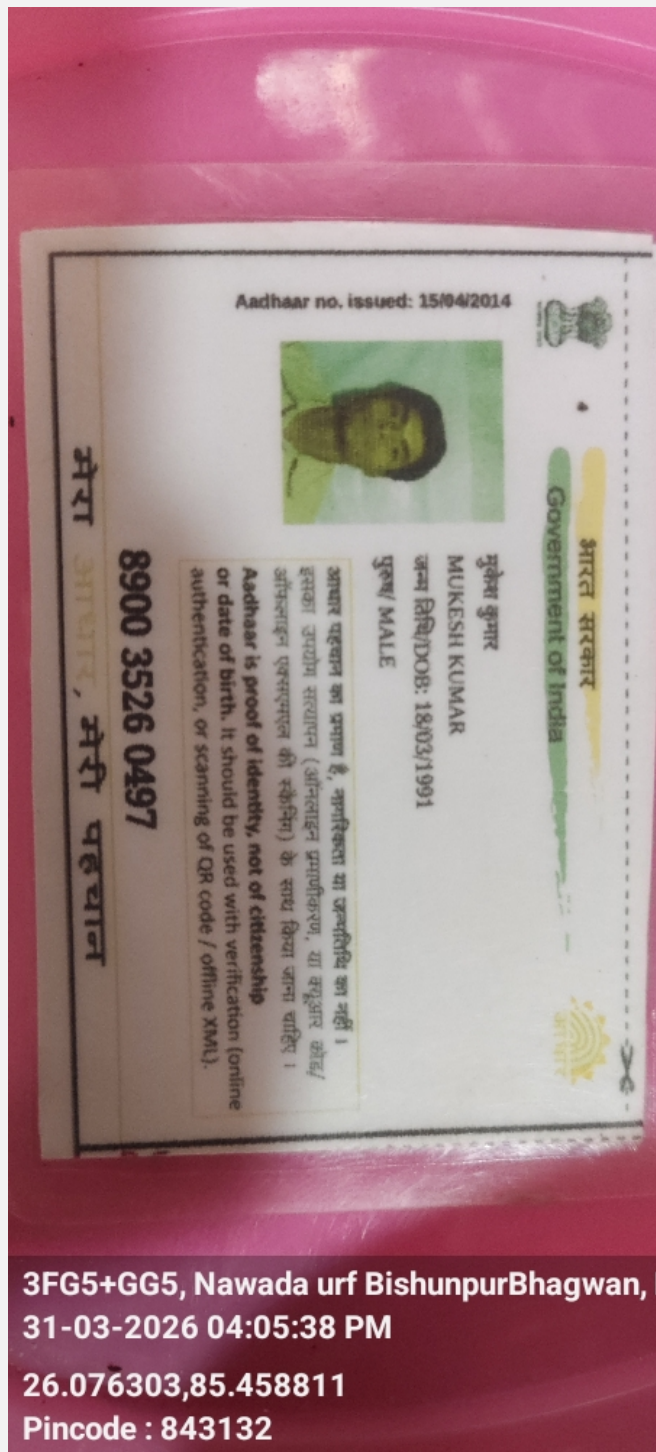 भारत सरकार
Government of India
Aadhaar no. issued: 15/04/2014
मुकेश कुमार
MUKESH KUMAR
जन्म तिथि/DOB: 18/03/1991
पुरुष/ MALE
आधार पहचान का प्रमाण है, नागरिकता या जन्मतिथि का नहीं ।
इसका उपयोग सत्यापन (ऑनलाइन प्रमाणीकरण, या क्यूआर कोड/
ऑफलाइन एक्सएमएल की स्कैनिंग) के साथ किया जाना चाहिए ।
Aadhaar is proof of identity, not of citizenship
or date of birth. It should be used with verification (online
authentication, or scanning of QR code / offline XML).
8900 3526 0497
मेरा आधार, मेरी पहचान
3FG5+GG5, Nawada urf BishunpurBhagwan,
31-03-2026 04:05:38 PM
26.076303,85.458811
Pincode : 843132